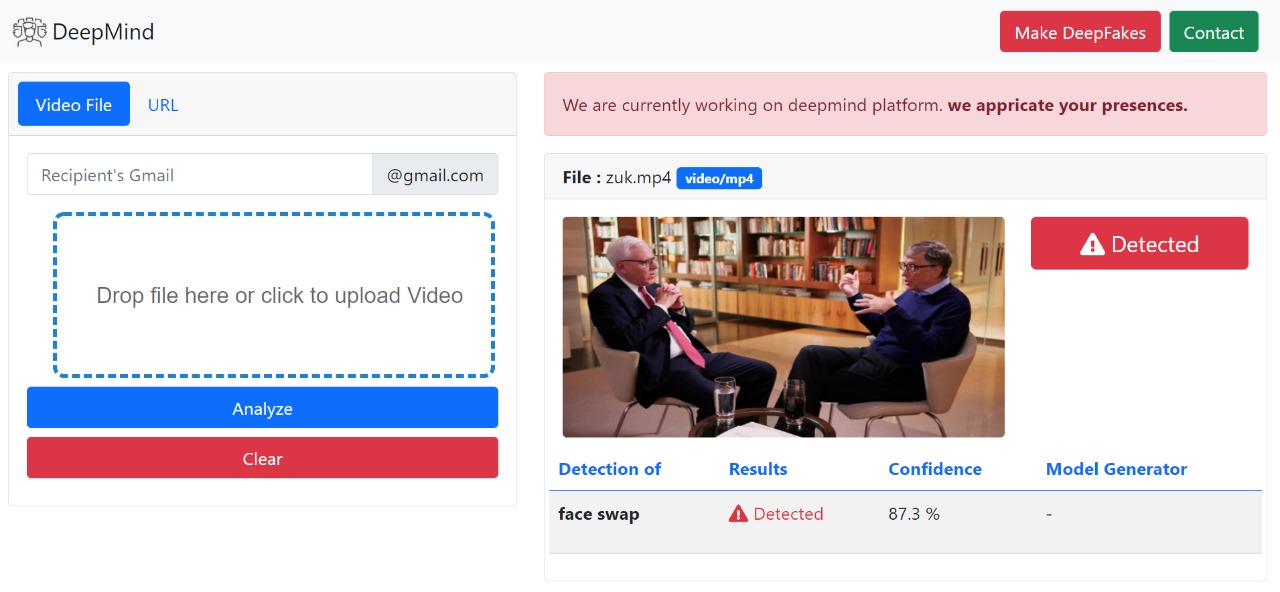 DeepMind
Make DeepFakes
Contact
Video File
URL
Recipient's Gmail
@gmail.com
Drop file here or click to upload Video
Analyze
Clear
We are currently working on deepmind platform. we appricate your presences.
File : zuk.mp4 video/mp4
Detected
Detection of Results Confidence Model Generator
face swap Detected 87.3 % -